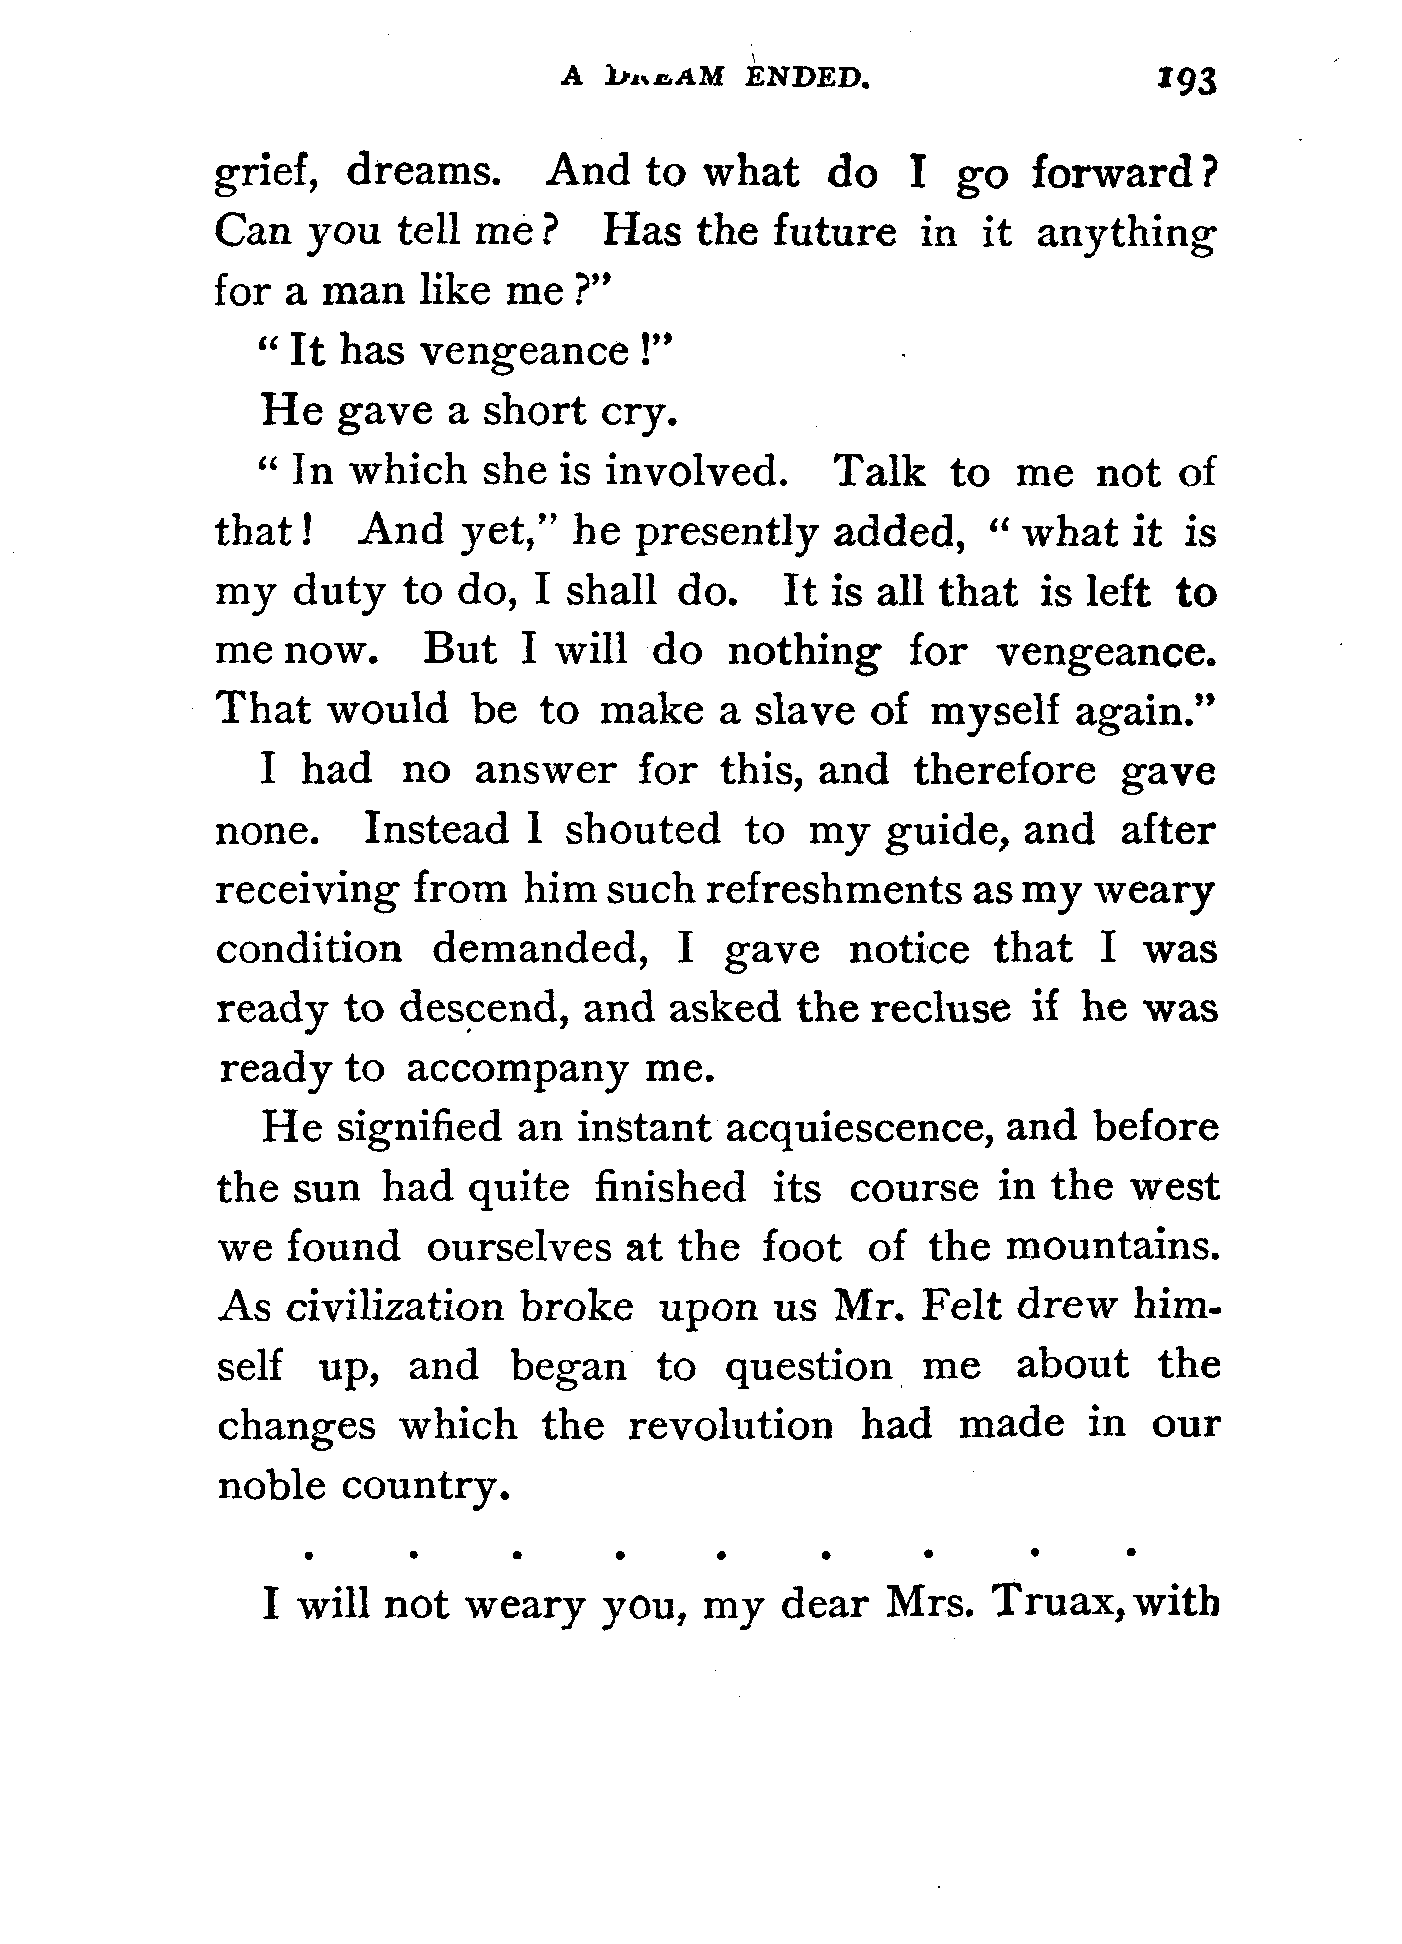 A DREAM ENDED. 193
grief, dreams. And to what do I go forward?
Can you tell me? Has the future in it anything
for a man like me?"
"It has vengeance!"
He gave a short cry.
"In which she is involved. Talk to me not of
that! And yet," he presently added, "what it is
my duty to do, I shall do. It is all that is left to
me now. But I will do nothing for vengeance.
That would be to make a slave of myself again."
I had no answer for this, and therefore gave
none. Instead I shouted to my guide, and after
receiving from him such refreshments as my weary
condition demanded, I gave notice that I was
ready to descend, and asked the recluse if he was
ready to accompany me.
He signified an instant acquiescence, and before
the sun had quite finished its course in the west
we found ourselves at the foot of the mountains.
As civilization broke upon us Mr. Felt drew him-
self up, and began to question me about the
changes which the revolution had made in our
noble country.
. . . . . . . . .
I will not weary you, my dear Mrs. Truax, with